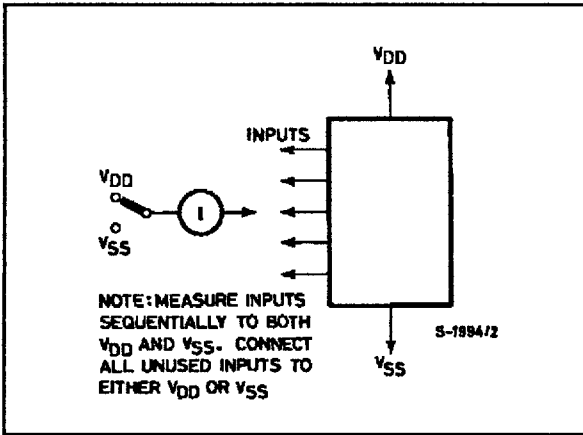 VDD
INPUTS
VDD
I
VSS
NOTE: MEASURE INPUTS
SEQUENTIALLY TO BOTH
VDD AND VSS. CONNECT
ALL UNUSED INPUTS TO
EITHER VDD OR VSS
S-1994/2
VSS